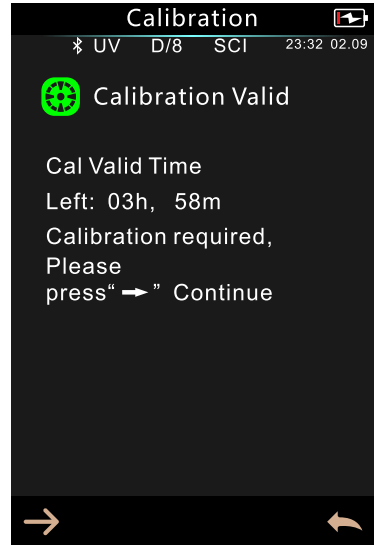 Calibration
UV D/8 SCI 23:32 02.09
Calibration Valid
Cal Valid Time
Left: 03h, 58m
Calibration required,
Please
press“➞” Continue